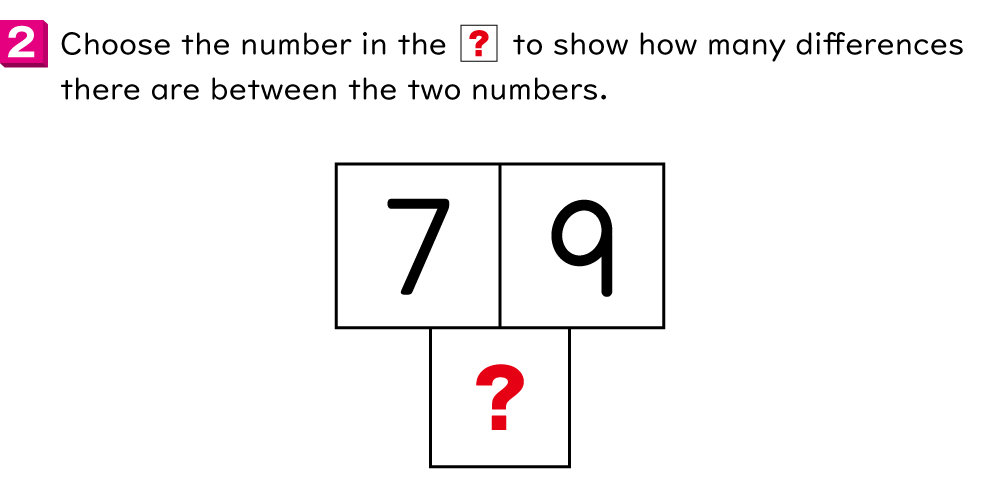 2 Choose the number in the ? to show how many differences
there are between the two numbers.
7 9
?